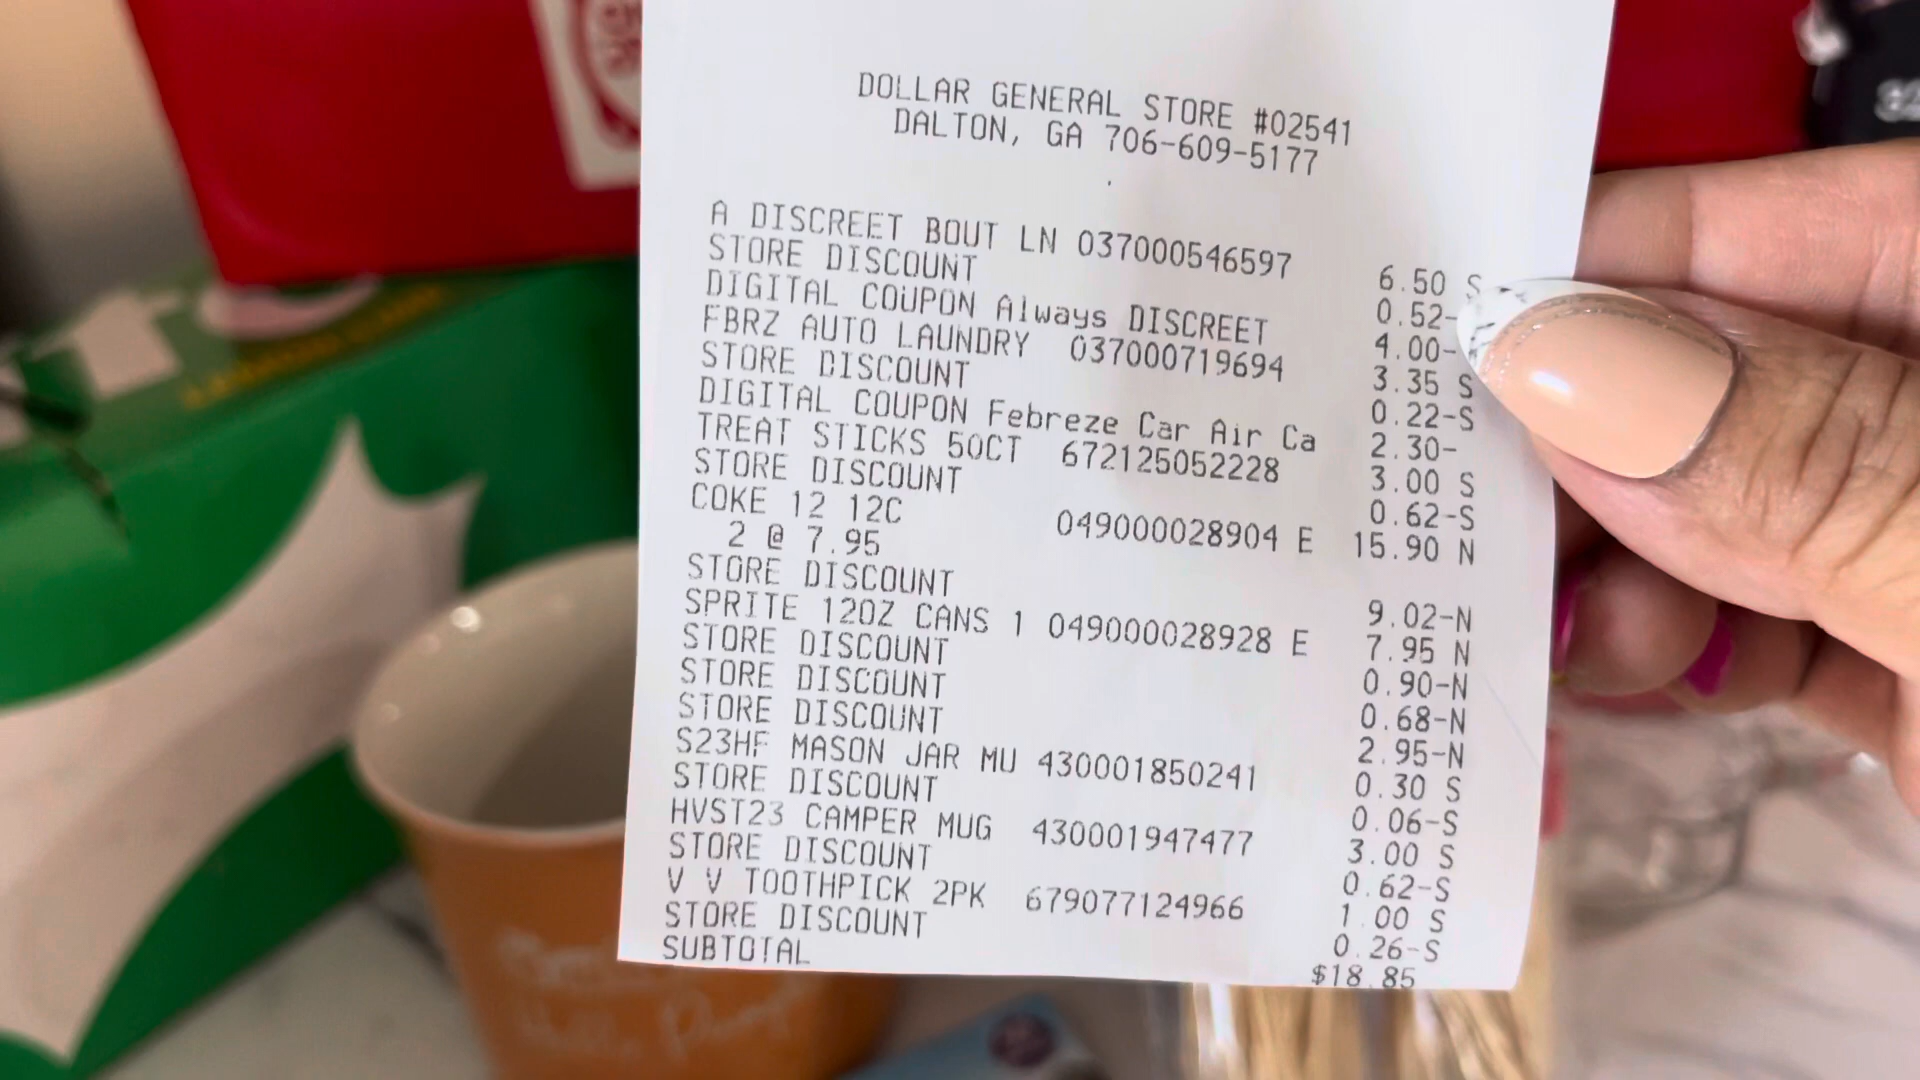 DOLLAR GENERAL STORE #02541
DALTON, GA 706-609-5177
A DISCREET BOUT LN 037000546597 6.50 S
STORE DISCOUNT 0.52-
DIGITAL COUPON Always DISCREET 4.00-
FBRZ AUTO LAUNDRY 037000719694 3.35 S
STORE DISCOUNT 0.22-S
DIGITAL COUPON Febreze Car Air Ca 2.30-
TREAT STICKS 50CT 672125052228 3.00 S
STORE DISCOUNT 0.62-S
COKE 12 12C 049000028904 E 15.90 N
2 @ 7.95
STORE DISCOUNT 9.02-N
SPRITE 12OZ CANS 1 049000028928 E 7.95 N
STORE DISCOUNT 0.90-N
STORE DISCOUNT 0.68-N
STORE DISCOUNT 2.95-N
S23HF MASON JAR MU 430001850241 0.30 S
STORE DISCOUNT 0.06-S
HVST23 CAMPER MUG 430001947477 3.00 S
STORE DISCOUNT 0.62-S
V V TOOTHPICK 2PK 679077124966 1.00 S
STORE DISCOUNT 0.26-S
SUBTOTAL $18.85